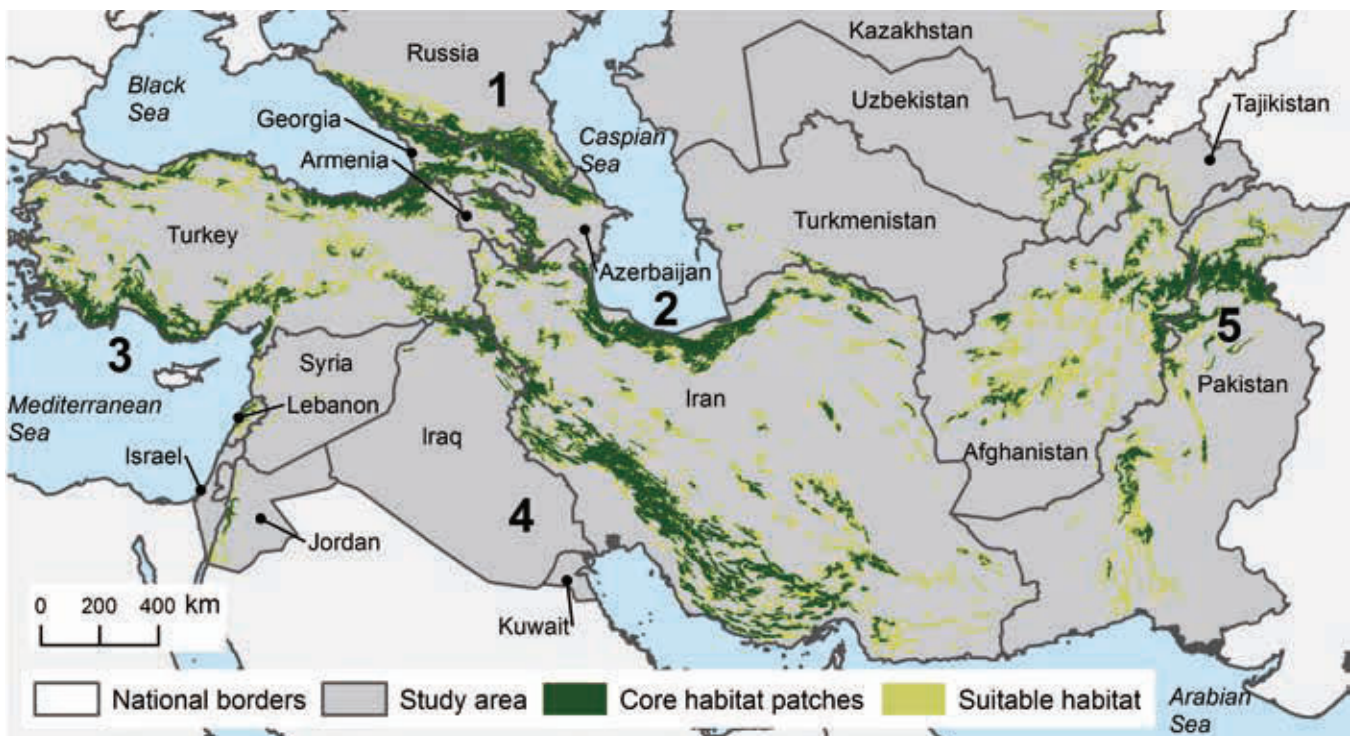 Kazakhstan
Russia
1
Black
Sea
Uzbekistan
Tajikistan
Georgia
Caspian
Sea
Armenia
Turkmenistan
Turkey
Azerbaijan
2
5
3
Syria
Pakistan
Mediterranean
Sea
Lebanon
Iran
Iraq
Afghanistan
Israel
4
Jordan
0 200 400 km
Kuwait
National borders
Study area
Core habitat patches
Suitable habitat
Arabian
Sea